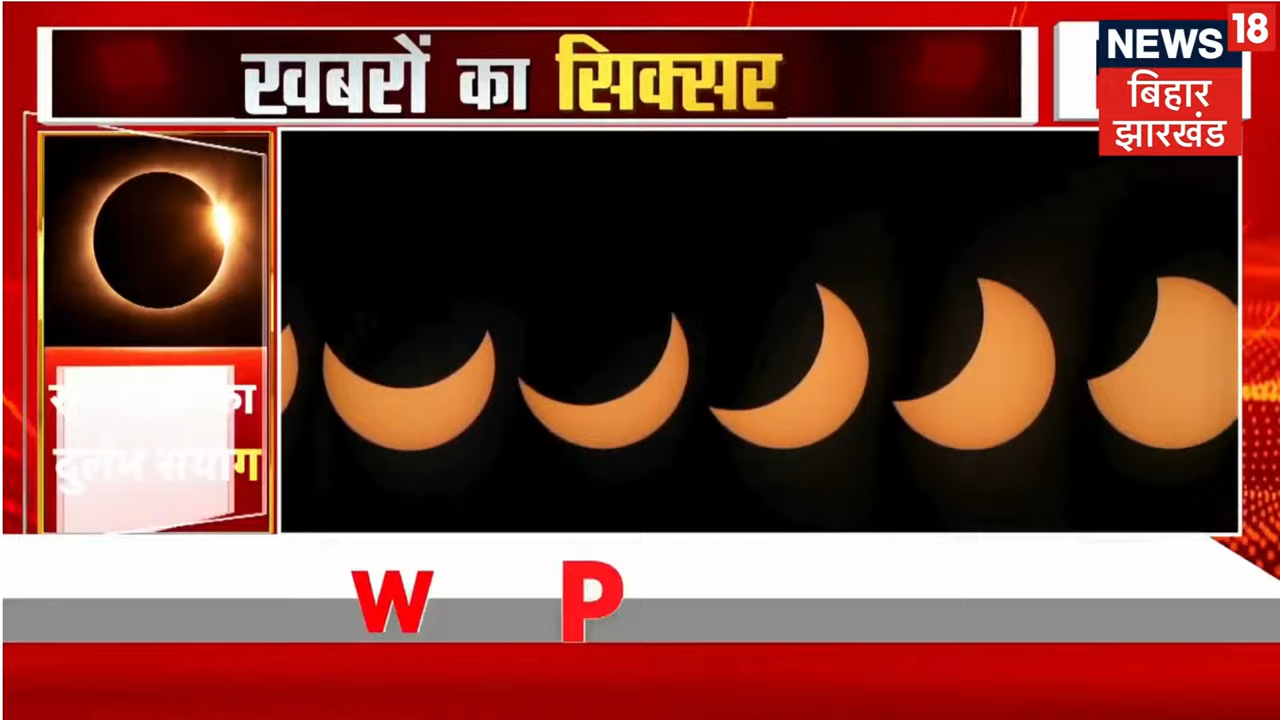 खबरों का सिक्सर
NEWS 18
बिहार
झारखंड
का
दुर्लभ संयोग
W P